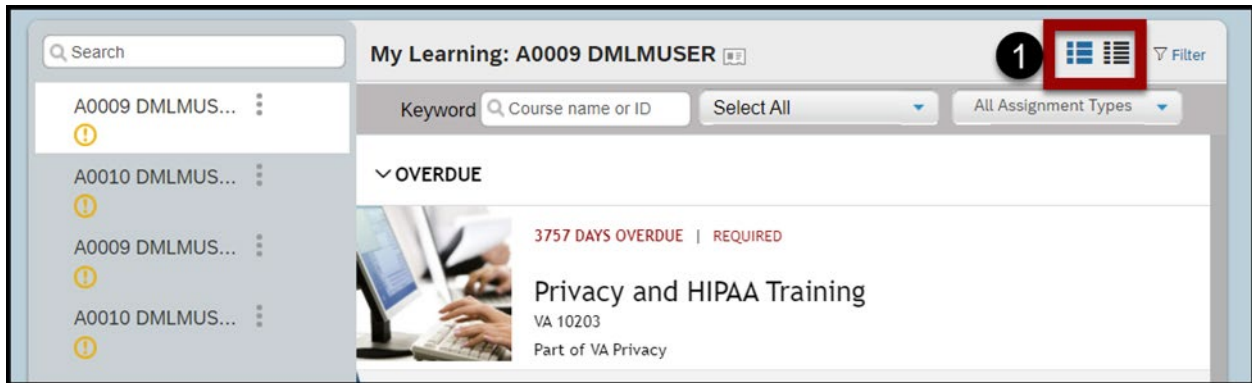 Search
My Learning: A0009 DMLMUSER
1
Filter
Keyword Course name or ID Select All All Assignment Types
A0009 DMLMUS...
A0010 DMLMUS...
A0009 DMLMUS...
A0010 DMLMUS...
OVERDUE
3757 DAYS OVERDUE | REQUIRED
Privacy and HIPAA Training
VA 10203
Part of VA Privacy